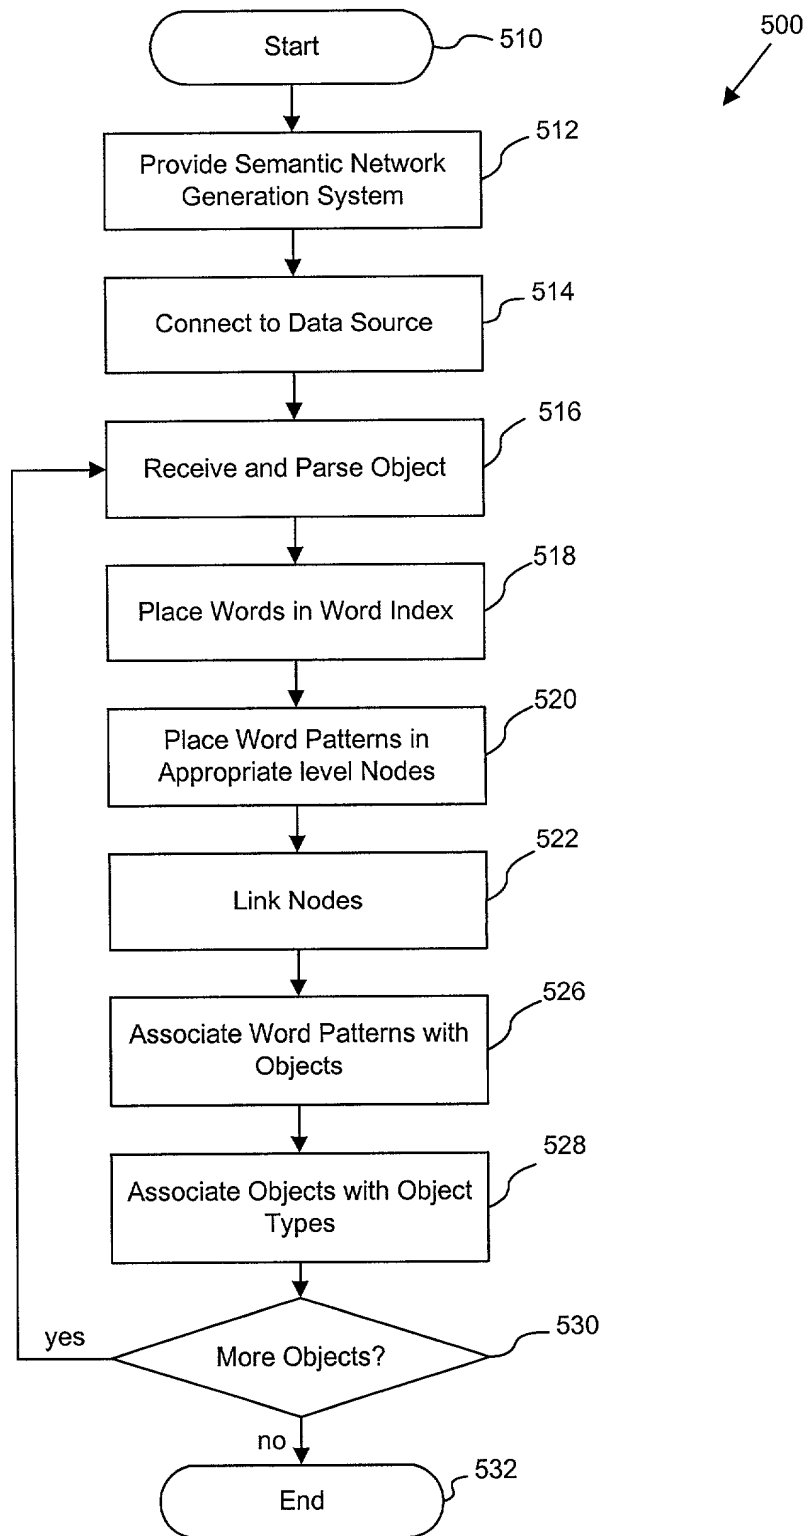 500
Start
510
Provide Semantic Network
Generation System
512
Connect to Data Source
514
Receive and Parse Object
516
Place Words in Word Index
518
Place Word Patterns in
Appropriate level Nodes
520
Link Nodes
522
Associate Word Patterns with
Objects
526
Associate Objects with Object
Types
528
More Objects?
530
yes
no
End
532